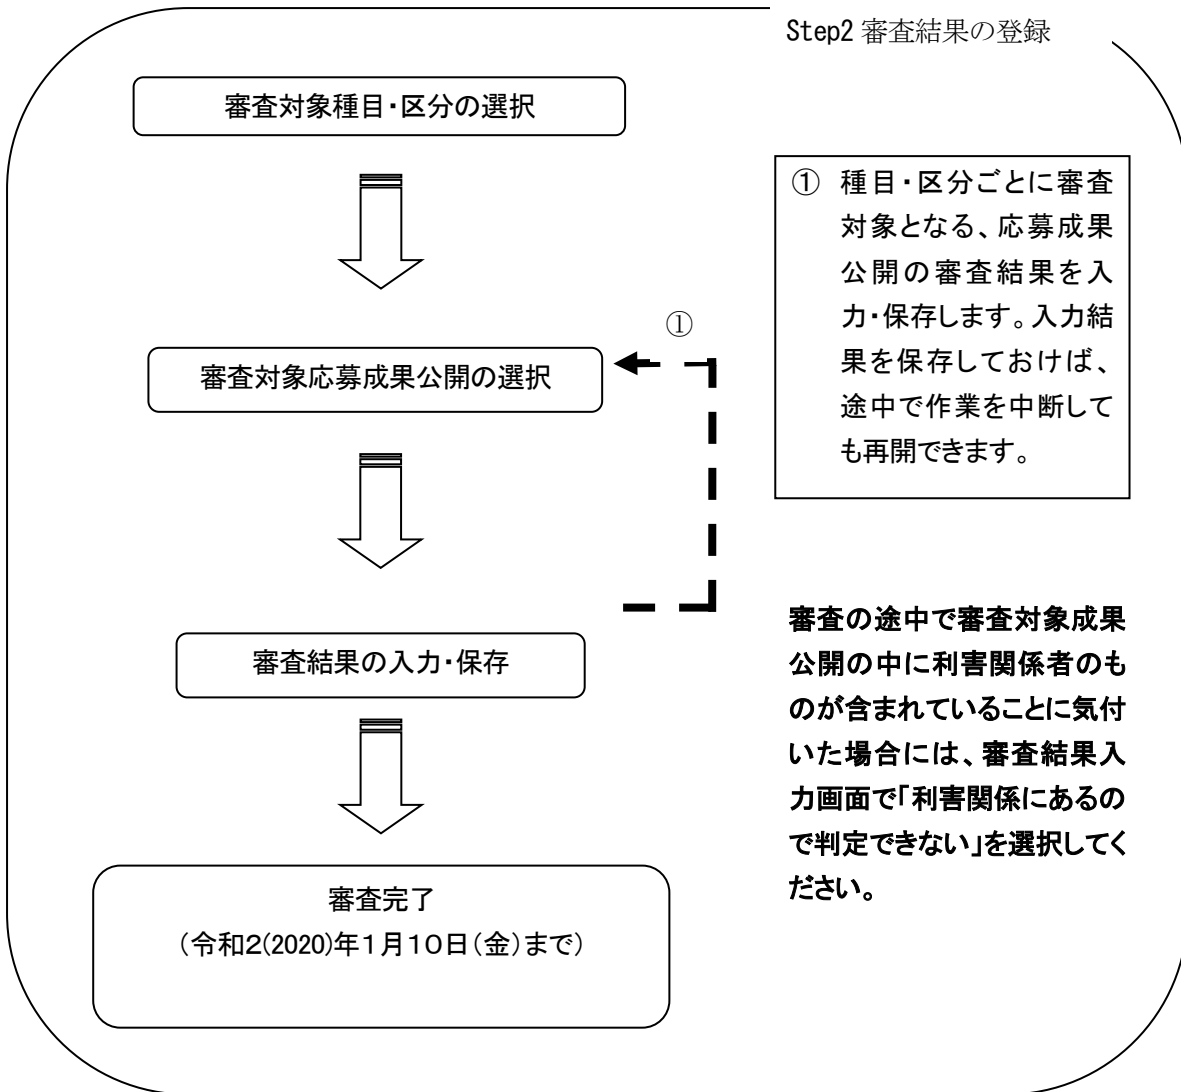 Step2 審査結果の登録
審査対象種目・区分の選択
① 種目・区分ごとに審査
対象となる、応募成果
公開の審査結果を入
力・保存します。入力結
果を保存しておけば、
途中で作業を中断して
も再開できます。
①
審査対象応募成果公開の選択
審査結果の入力・保存
審査の途中で審査対象成果
公開の中に利害関係者のも
のが含まれていることに気付
いた場合には、審査結果入
力画面で「利害関係にあるの
で判定できない」を選択してく
ださい。
審査完了
（令和２(2020)年１月１０日（金）まで）